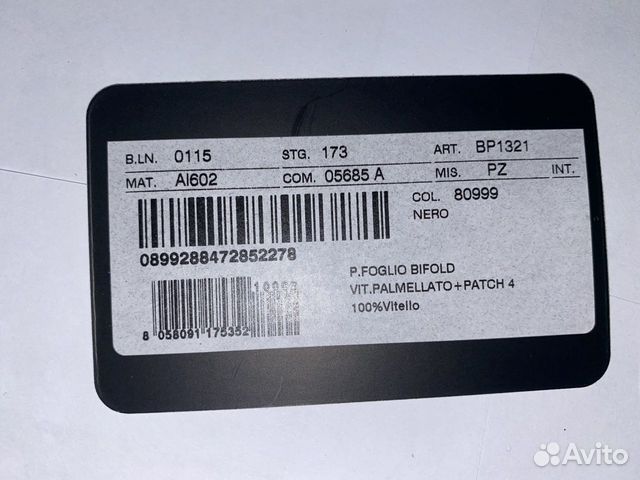 B.LN. 0115 STG. 173 ART. BP1321
MAT. AI602 COM. 05685 A MIS. PZ INT.
COL. 80999
NERO
0899288472852278
P.FOGLIO BIFOLD
VIT.PALMELLATO+PATCH 4
100%Vitello
8 058091 175352
Avito